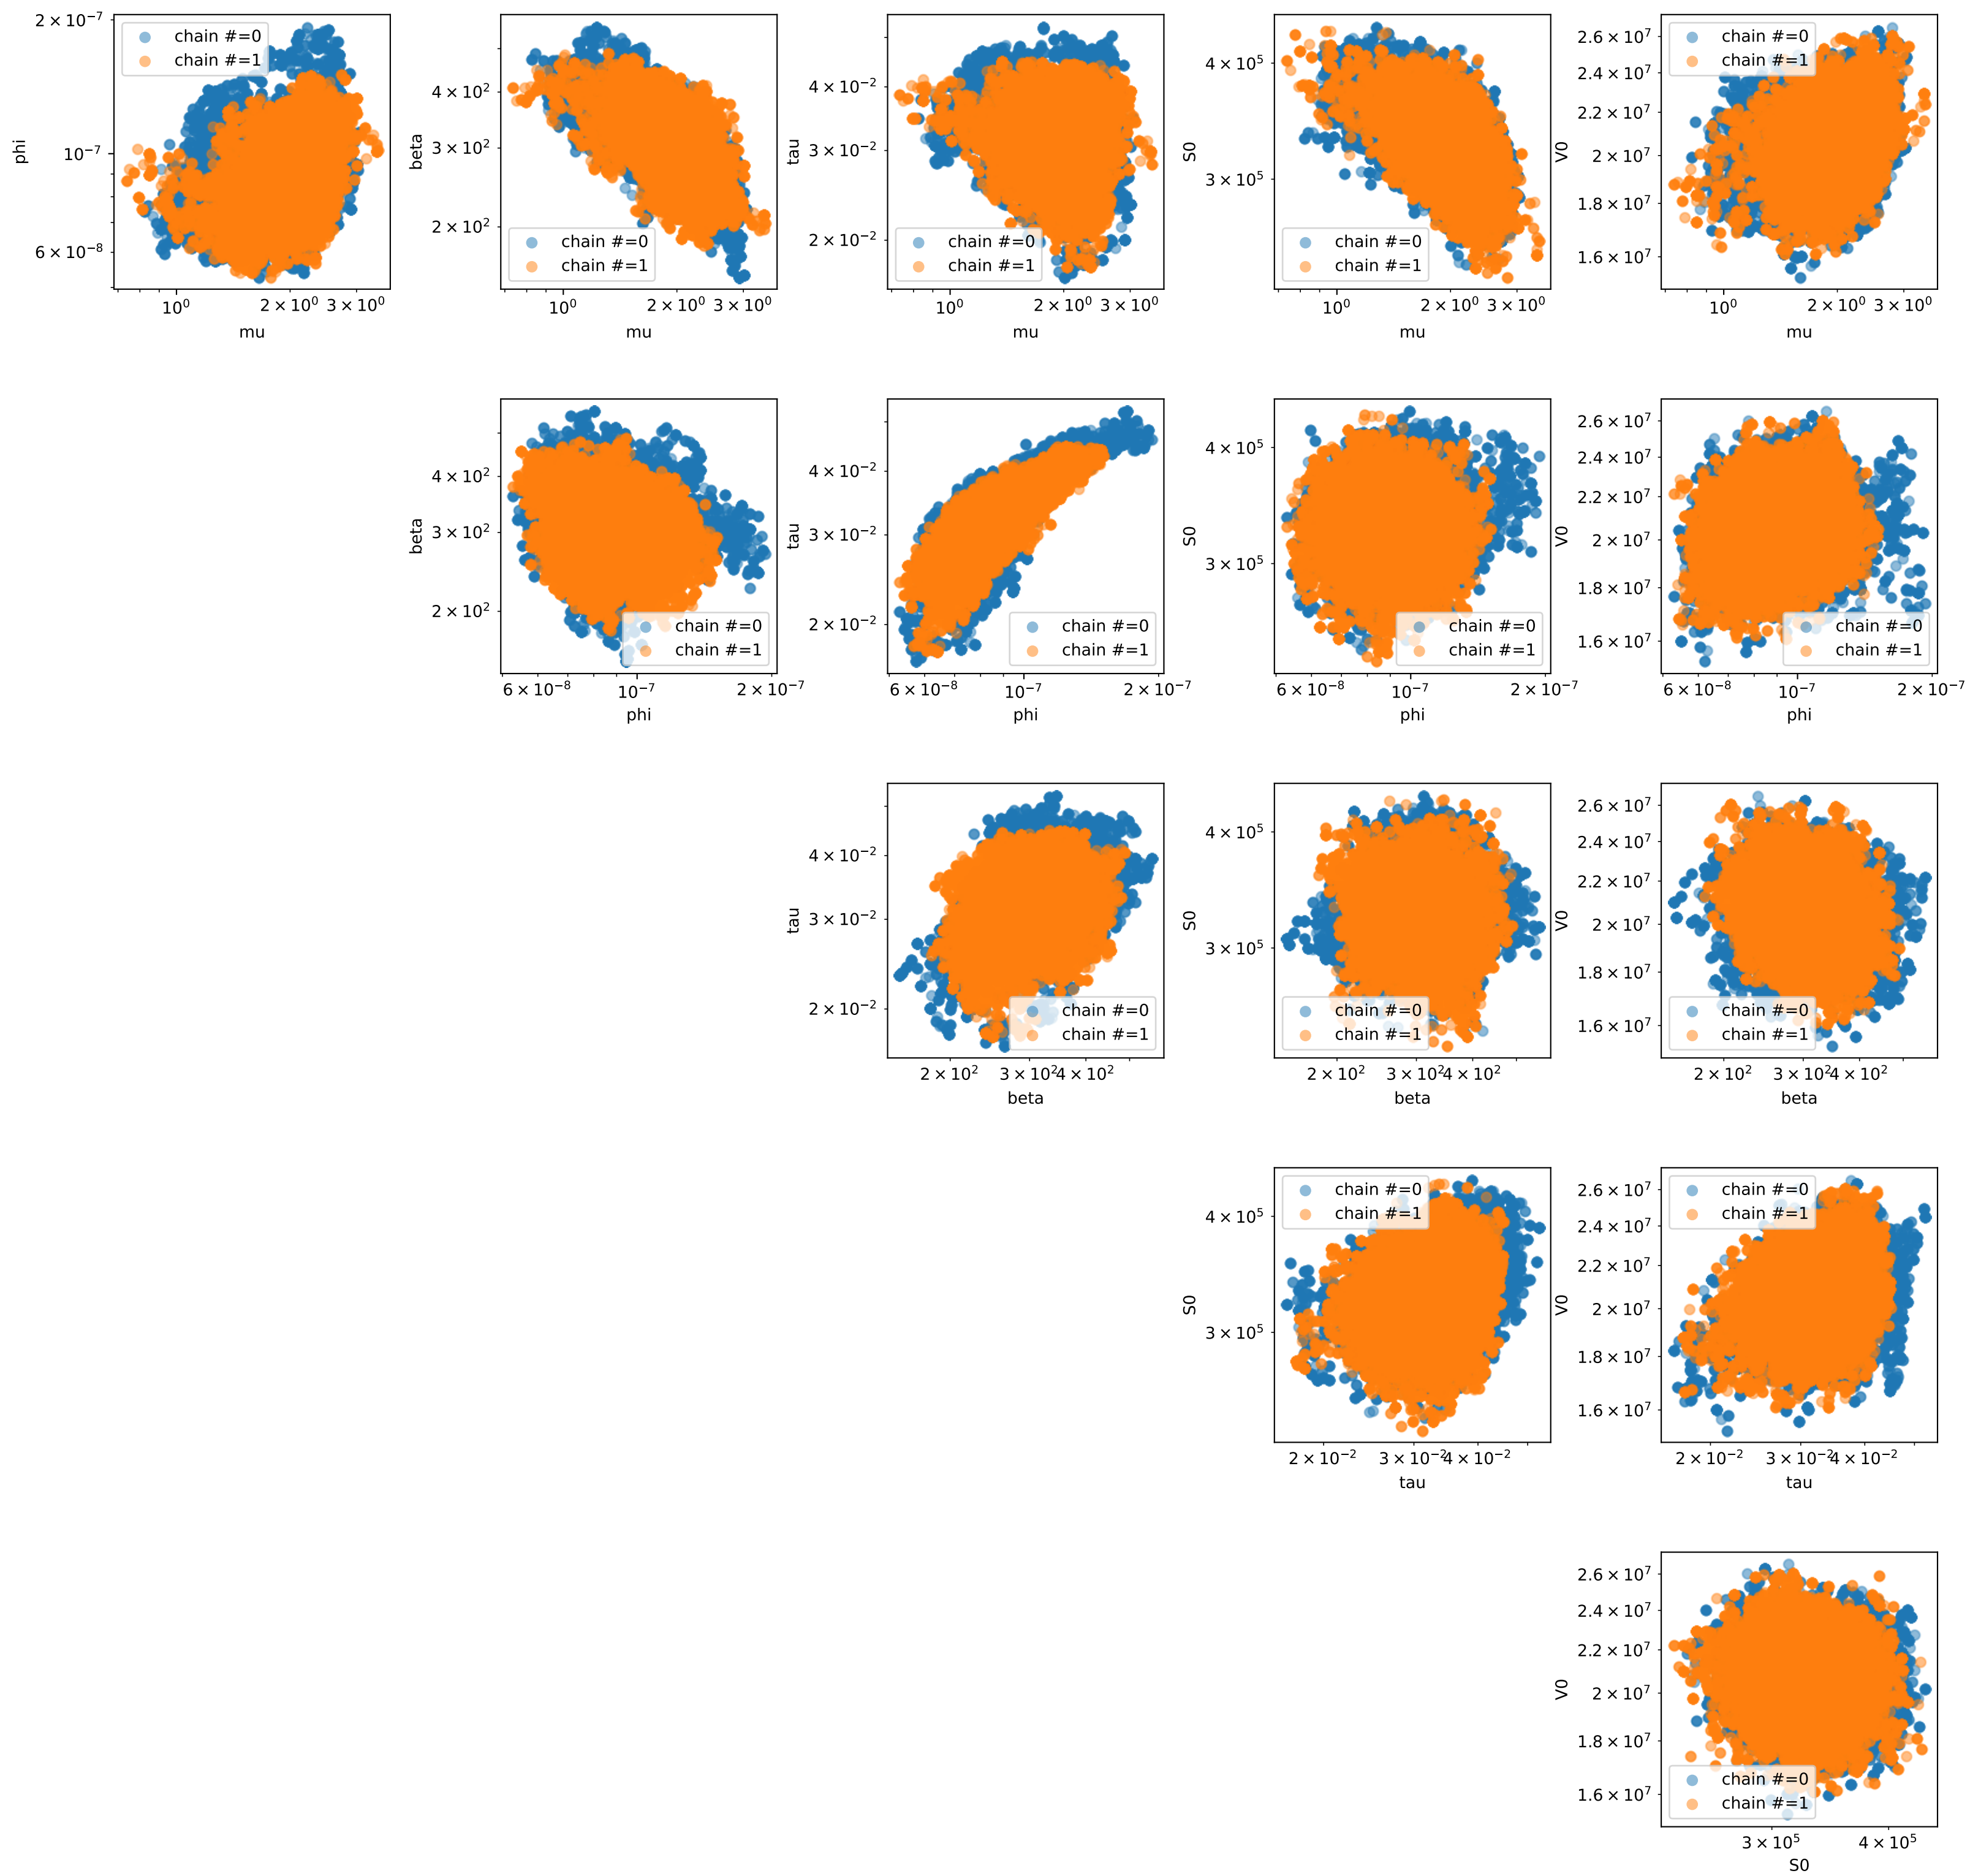 2 × 10⁻⁷
10⁻⁷
6 × 10⁻⁸
phi
chain #=0
chain #=1
10⁰
2 × 10⁰
3 × 10⁰
mu
4 × 10²
3 × 10²
2 × 10²
beta
chain #=0
chain #=1
10⁰
2 × 10⁰
3 × 10⁰
mu
4 × 10⁻²
3 × 10⁻²
2 × 10⁻²
tau
chain #=0
chain #=1
10⁰
2 × 10⁰
3 × 10⁰
mu
4 × 10⁵
3 × 10⁵
S0
chain #=0
chain #=1
10⁰
2 × 10⁰
3 × 10⁰
mu
2.6 × 10⁷
2.4 × 10⁷
2.2 × 10⁷
2 × 10⁷
1.8 × 10⁷
1.6 × 10⁷
V0
chain #=0
chain #=1
10⁰
2 × 10⁰
3 × 10⁰
mu
4 × 10²
3 × 10²
2 × 10²
beta
chain #=0
chain #=1
6 × 10⁻⁸
10⁻⁷
2 × 10⁻⁷
phi
4 × 10⁻²
3 × 10⁻²
2 × 10⁻²
tau
chain #=0
chain #=1
6 × 10⁻⁸
10⁻⁷
2 × 10⁻⁷
phi
4 × 10⁵
3 × 10⁵
S0
chain #=0
chain #=1
6 × 10⁻⁸
10⁻⁷
2 × 10⁻⁷
phi
2.6 × 10⁷
2.4 × 10⁷
2.2 × 10⁷
2 × 10⁷
1.8 × 10⁷
1.6 × 10⁷
V0
chain #=0
chain #=1
6 × 10⁻⁸
10⁻⁷
2 × 10⁻⁷
phi
4 × 10⁻²
3 × 10⁻²
2 × 10⁻²
tau
chain #=0
chain #=1
2 × 10²
3 × 10²
4 × 10²
beta
4 × 10⁵
3 × 10⁵
S0
chain #=0
chain #=1
2 × 10²
3 × 10²
4 × 10²
beta
2.6 × 10⁷
2.4 × 10⁷
2.2 × 10⁷
2 × 10⁷
1.8 × 10⁷
1.6 × 10⁷
V0
chain #=0
chain #=1
2 × 10²
3 × 10²
4 × 10²
beta
4 × 10⁵
3 × 10⁵
S0
chain #=0
chain #=1
2 × 10⁻²
3 × 10⁻²
4 × 10⁻²
tau
2.6 × 10⁷
2.4 × 10⁷
2.2 × 10⁷
2 × 10⁷
1.8 × 10⁷
1.6 × 10⁷
V0
chain #=0
chain #=1
2 × 10⁻²
3 × 10⁻²
4 × 10⁻²
tau
2.6 × 10⁷
2.4 × 10⁷
2.2 × 10⁷
2 × 10⁷
1.8 × 10⁷
1.6 × 10⁷
V0
chain #=0
chain #=1
3 × 10⁵
4 × 10⁵
S0